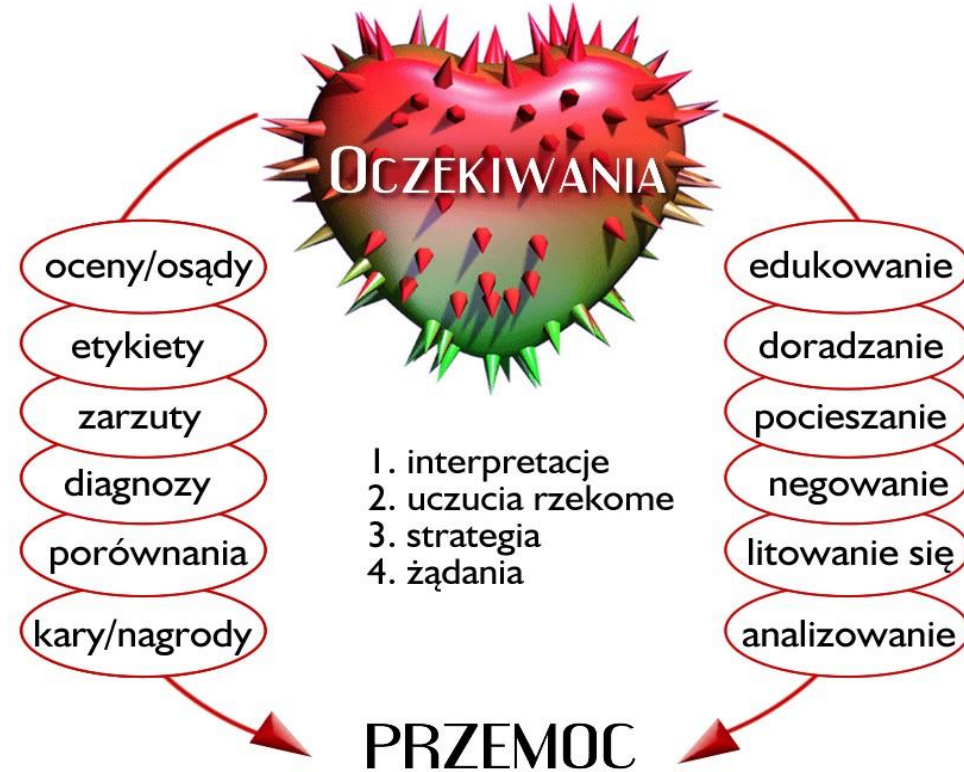 OCZEKIWANIA
oceny/osądy
etykiety
zarzuty
diagnozy
porównania
kary/nagrody
1. interpretacje
2. uczucia rzekome
3. strategia
4. żądania
edukowanie
doradzanie
pocieszanie
negowanie
litowanie się
analizowanie
PRZEMOC